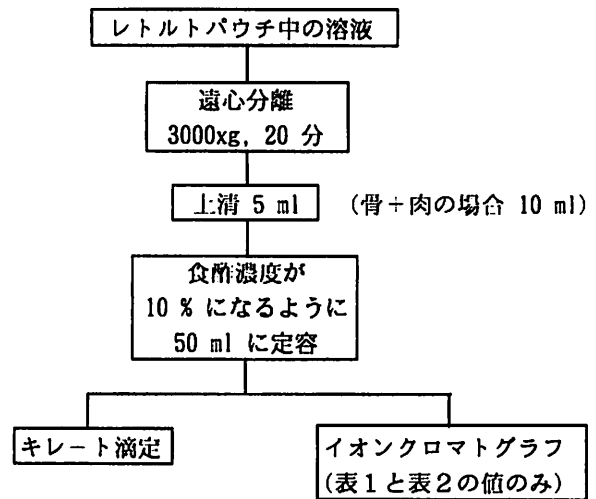 レトルトパウチ中の溶液
遠心分離
3000xg, 20 分
上清 5 ml (骨+肉の場合 10 ml)
食酢濃度が
10 % になるように
50 ml に定容
キレート滴定
イオンクロマトグラフ
(表1と表2の値のみ)